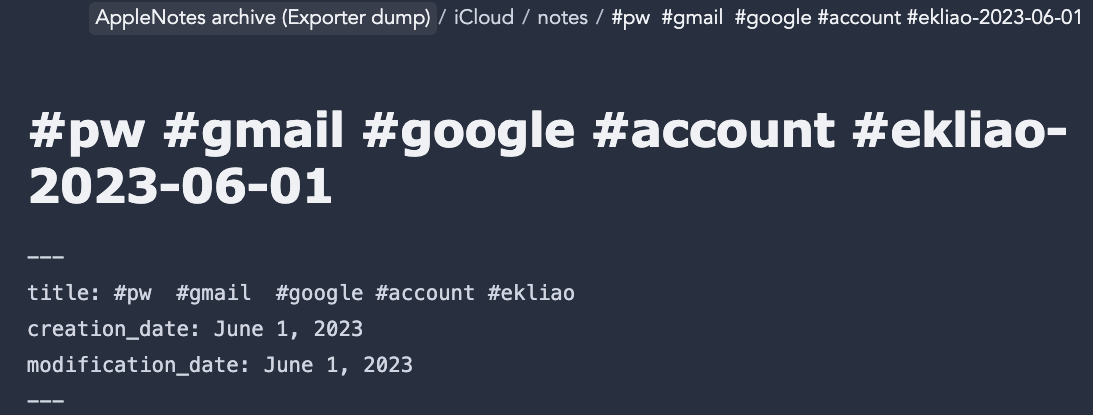 AppleNotes archive (Exporter dump) / iCloud / notes / #pw  #gmail  #google #account #ekliao-2023-06-01
#pw #gmail #google #account #ekliao-
2023-06-01
---
title: #pw  #gmail  #google #account #ekliao
creation_date: June 1, 2023
modification_date: June 1, 2023
---